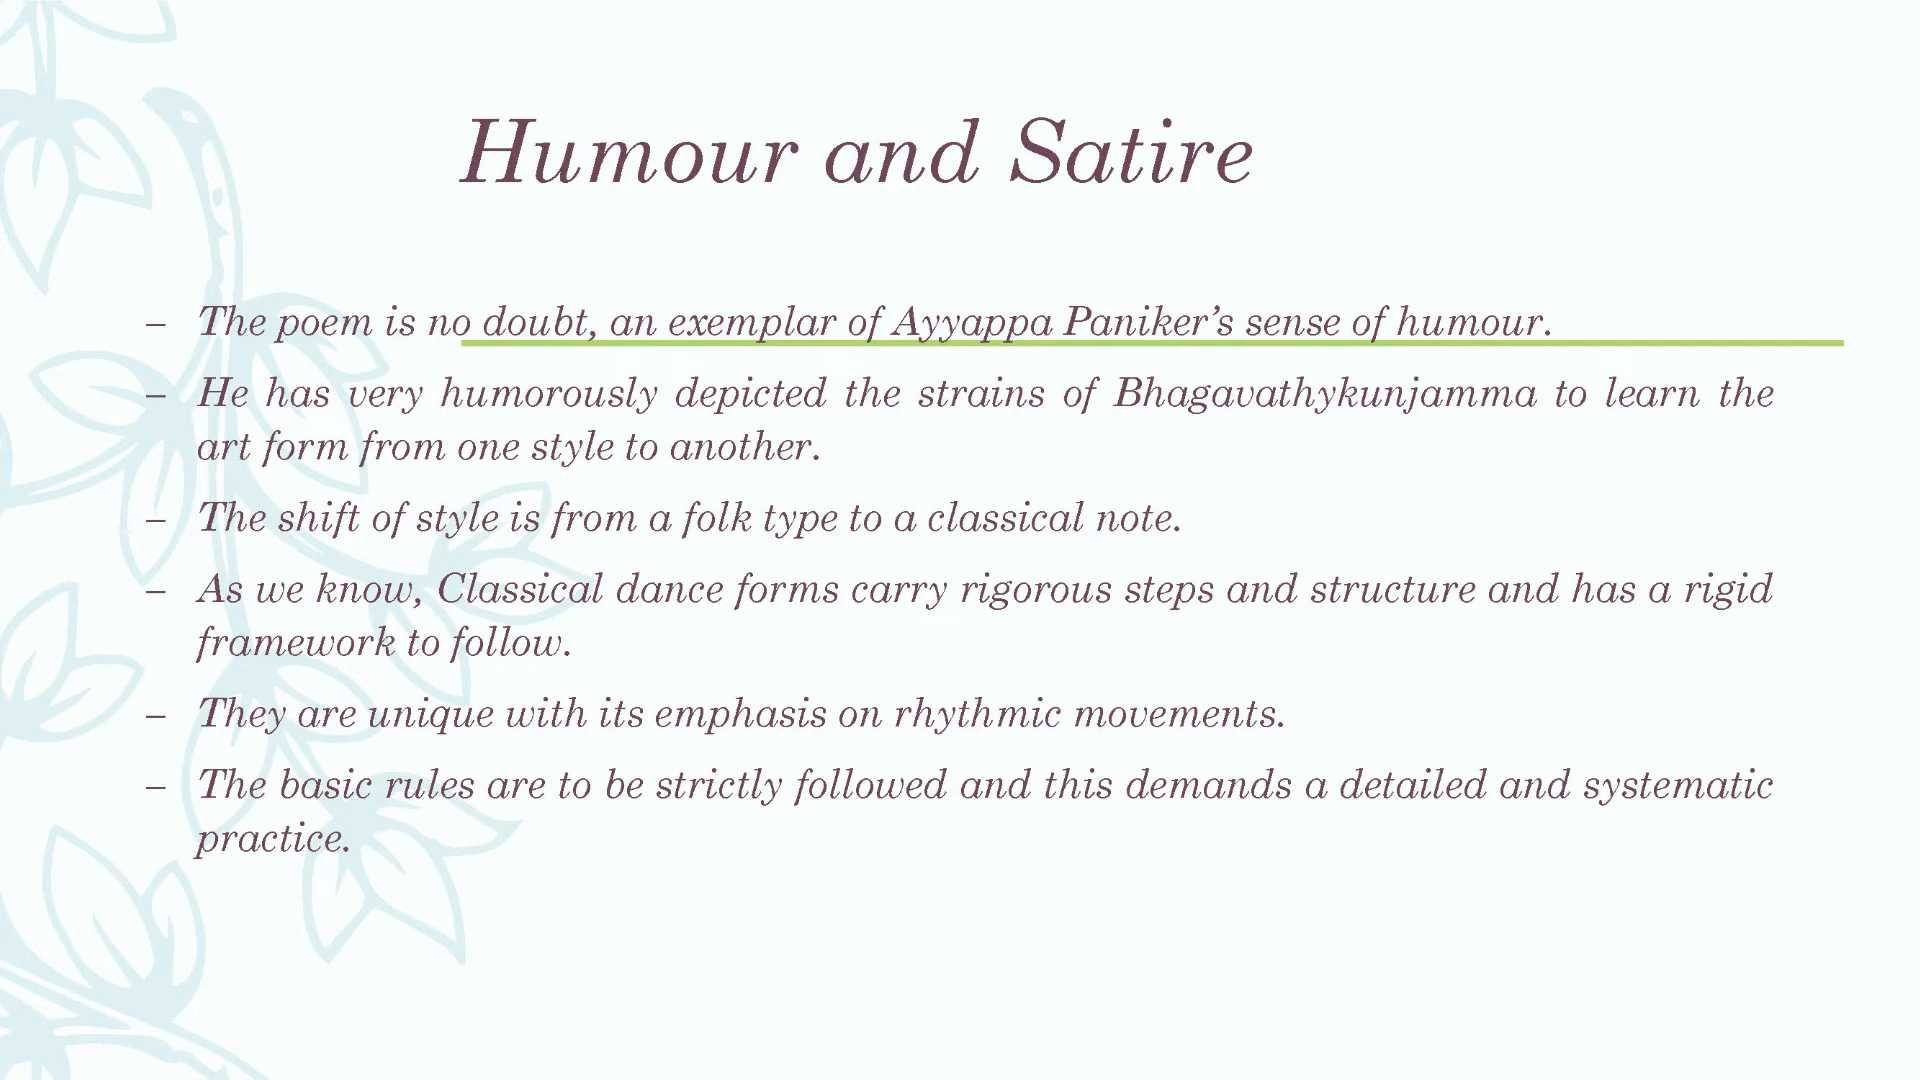 Humour and Satire
– The poem is no doubt, an exemplar of Ayyappa Paniker’s sense of humour.
– He has very humorously depicted the strains of Bhagavathykunjamma to learn the
art form from one style to another.
– The shift of style is from a folk type to a classical note.
– As we know, Classical dance forms carry rigorous steps and structure and has a rigid
framework to follow.
– They are unique with its emphasis on rhythmic movements.
– The basic rules are to be strictly followed and this demands a detailed and systematic
practice.